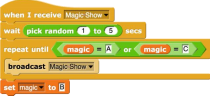 when I receive Magic Show
wait pick random 1 to 5 secs
repeat until magic = A or magic = C
broadcast Magic Show
set magic to B